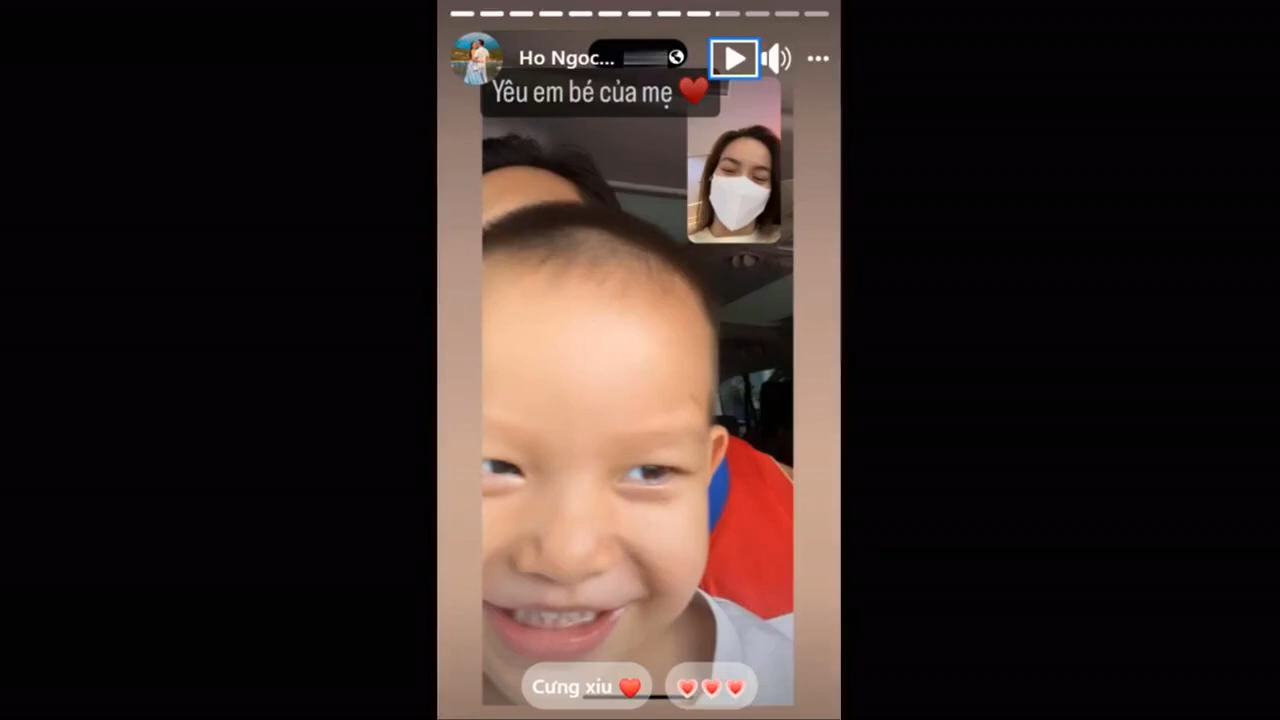 Ho Ngoc...
Yêu em bé của mẹ ❤️
Cưng xỉu ❤️